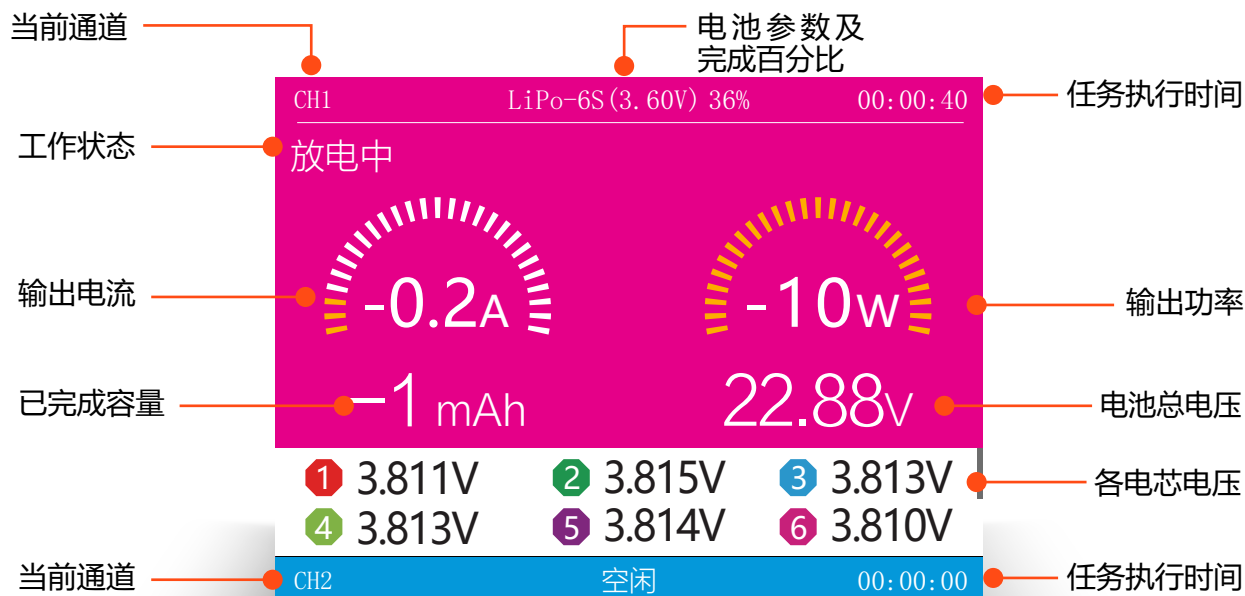 当前通道
电池参数及
完成百分比
CH1 LiPo-6S(3.60V) 36% 00:00:40
任务执行时间
工作状态
放电中
输出电流
-0.2A
-10W
输出功率
已完成容量
-1 mAh
22.88V
电池总电压
1 3.811V 2 3.815V 3 3.813V
各电芯电压
4 3.813V 5 3.814V 6 3.810V
当前通道
CH2 空闲 00:00:00
任务执行时间